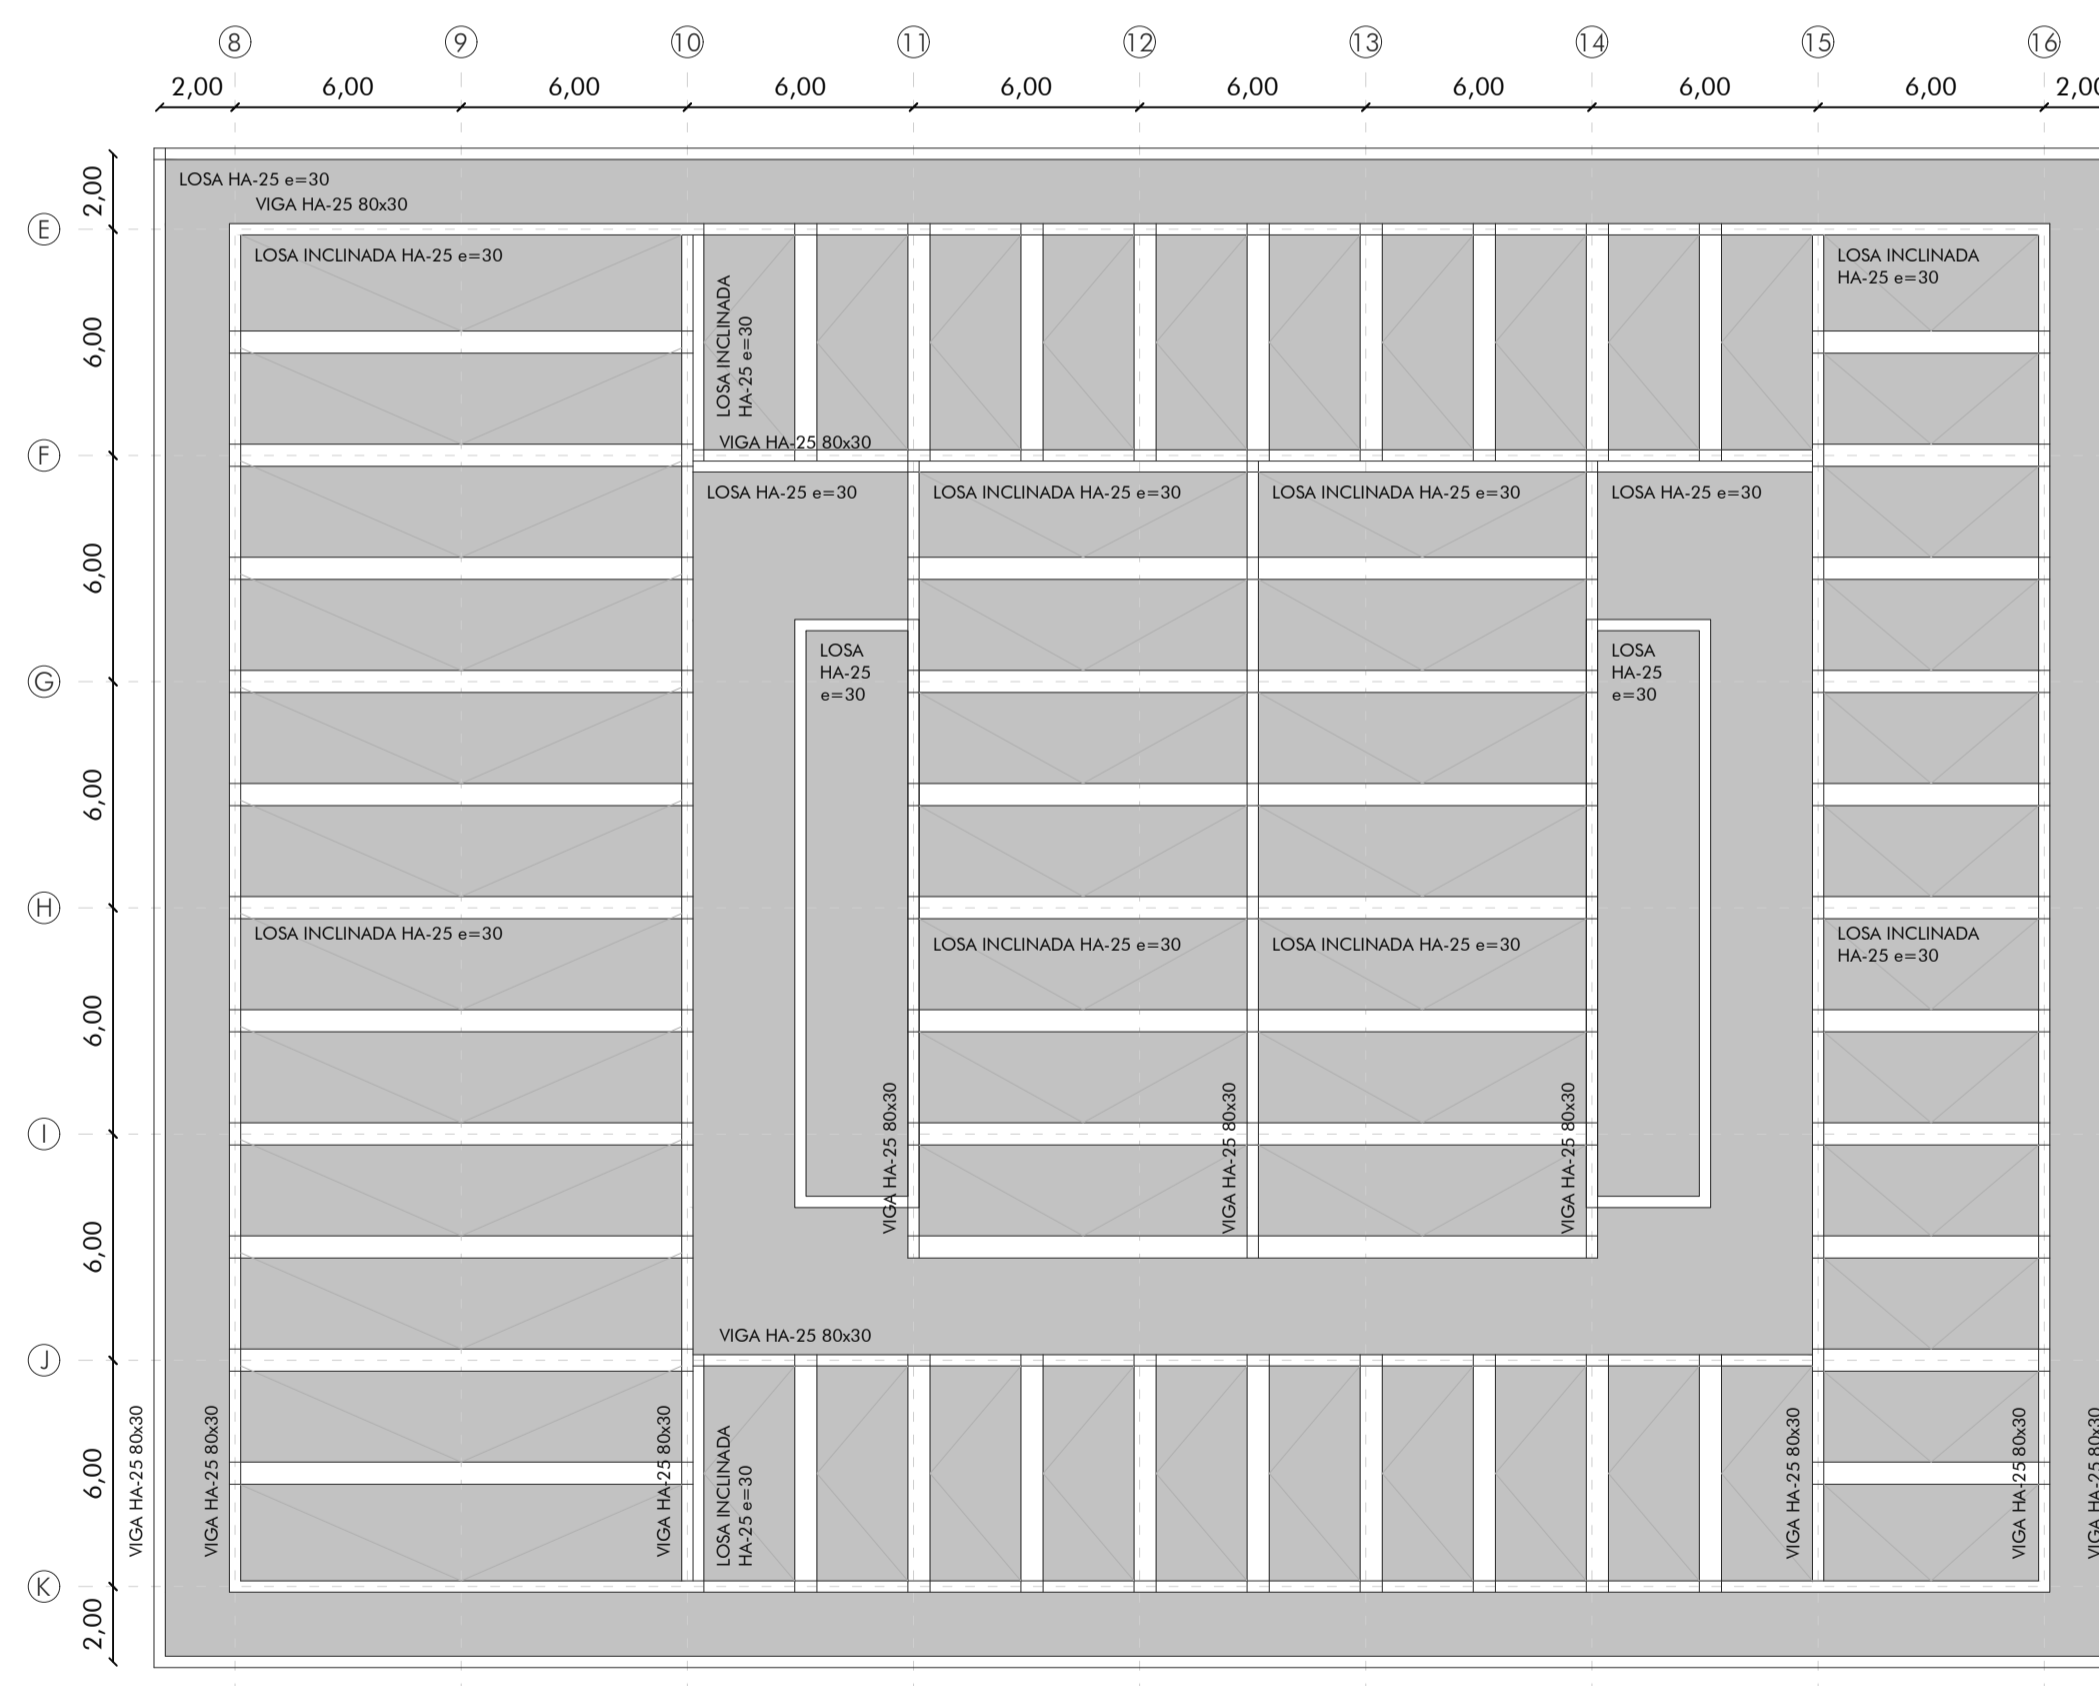 8 9 10 11 12 13 14 15 16
2,00 6,00 6,00 6,00 6,00 6,00 6,00 6,00 6,00
2,00
LOSA HA-25 e=30
VIGA HA-25 80x30
E
LOSA INCLINADA HA-25 e=30
LOSA INCLINADA
HA-25 e=30
LOSA INCLINADA
HA-25 e=30
6,00
VIGA HA-25 80x30
F
LOSA HA-25 e=30
LOSA INCLINADA HA-25 e=30
LOSA INCLINADA HA-25 e=30
LOSA HA-25 e=30
6,00
LOSA
HA-25
e=30
LOSA
HA-25
e=30
G
6,00
H
LOSA INCLINADA HA-25 e=30
LOSA INCLINADA HA-25 e=30
LOSA INCLINADA HA-25 e=30
LOSA INCLINADA
HA-25 e=30
6,00
VIGA HA-25 80x30
VIGA HA-25 80x30
VIGA HA-25 80x30
I
6,00
VIGA HA-25 80x30
J
6,00
VIGA HA-25 80x30
VIGA HA-25 80x30
VIGA HA-25 80x30
LOSA INCLINADA
HA-25 e=30
VIGA HA-25 80x30
VIGA HA-25 80x30
VIGA HA-25 80x30
K
2,00